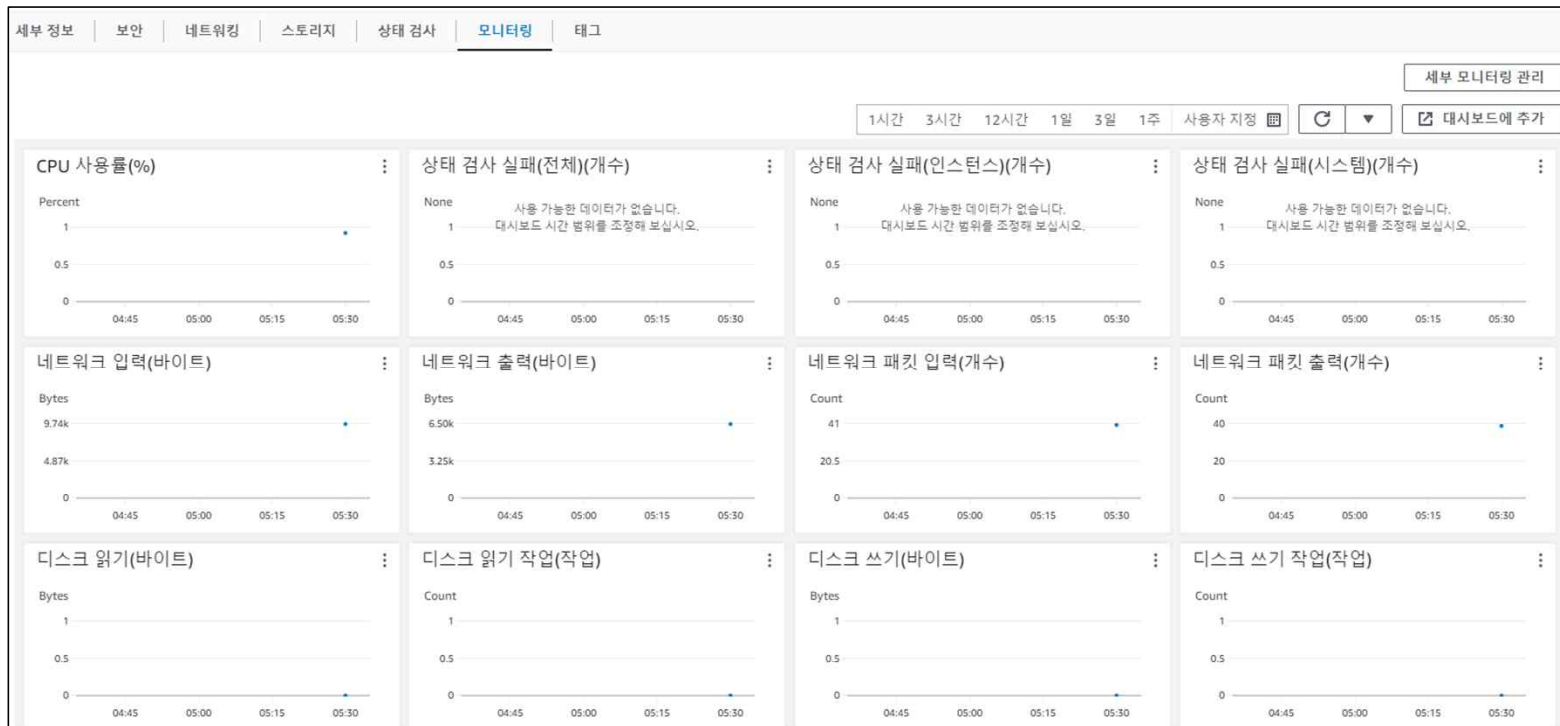 세부 정보
보안
네트워킹
스토리지
상태 검사
모니터링
태그
세부 모니터링 관리
1시간 3시간 12시간 1일 3일 1주 사용자 지정
대시보드에 추가
CPU 사용률(%)
Percent
1
0.5
0
04:45 05:00 05:15 05:30
상태 검사 실패(전체)(개수)
None
사용 가능한 데이터가 없습니다.
대시보드 시간 범위를 조정해 보십시오.
1
0.5
0
04:45 05:00 05:15 05:30
상태 검사 실패(인스턴스)(개수)
None
사용 가능한 데이터가 없습니다.
대시보드 시간 범위를 조정해 보십시오.
1
0.5
0
04:45 05:00 05:15 05:30
상태 검사 실패(시스템)(개수)
None
사용 가능한 데이터가 없습니다.
대시보드 시간 범위를 조정해 보십시오.
1
0.5
0
04:45 05:00 05:15 05:30
네트워크 입력(바이트)
Bytes
9.74k
4.87k
0
04:45 05:00 05:15 05:30
네트워크 출력(바이트)
Bytes
6.50k
3.25k
0
04:45 05:00 05:15 05:30
네트워크 패킷 입력(개수)
Count
41
20.5
0
04:45 05:00 05:15 05:30
네트워크 패킷 출력(개수)
Count
40
20
0
04:45 05:00 05:15 05:30
디스크 읽기(바이트)
Bytes
1
0.5
0
04:45 05:00 05:15 05:30
디스크 읽기 작업(작업)
Count
1
0.5
0
04:45 05:00 05:15 05:30
디스크 쓰기(바이트)
Bytes
1
0.5
0
04:45 05:00 05:15 05:30
디스크 쓰기 작업(작업)
Count
1
0.5
0
04:45 05:00 05:15 05:30